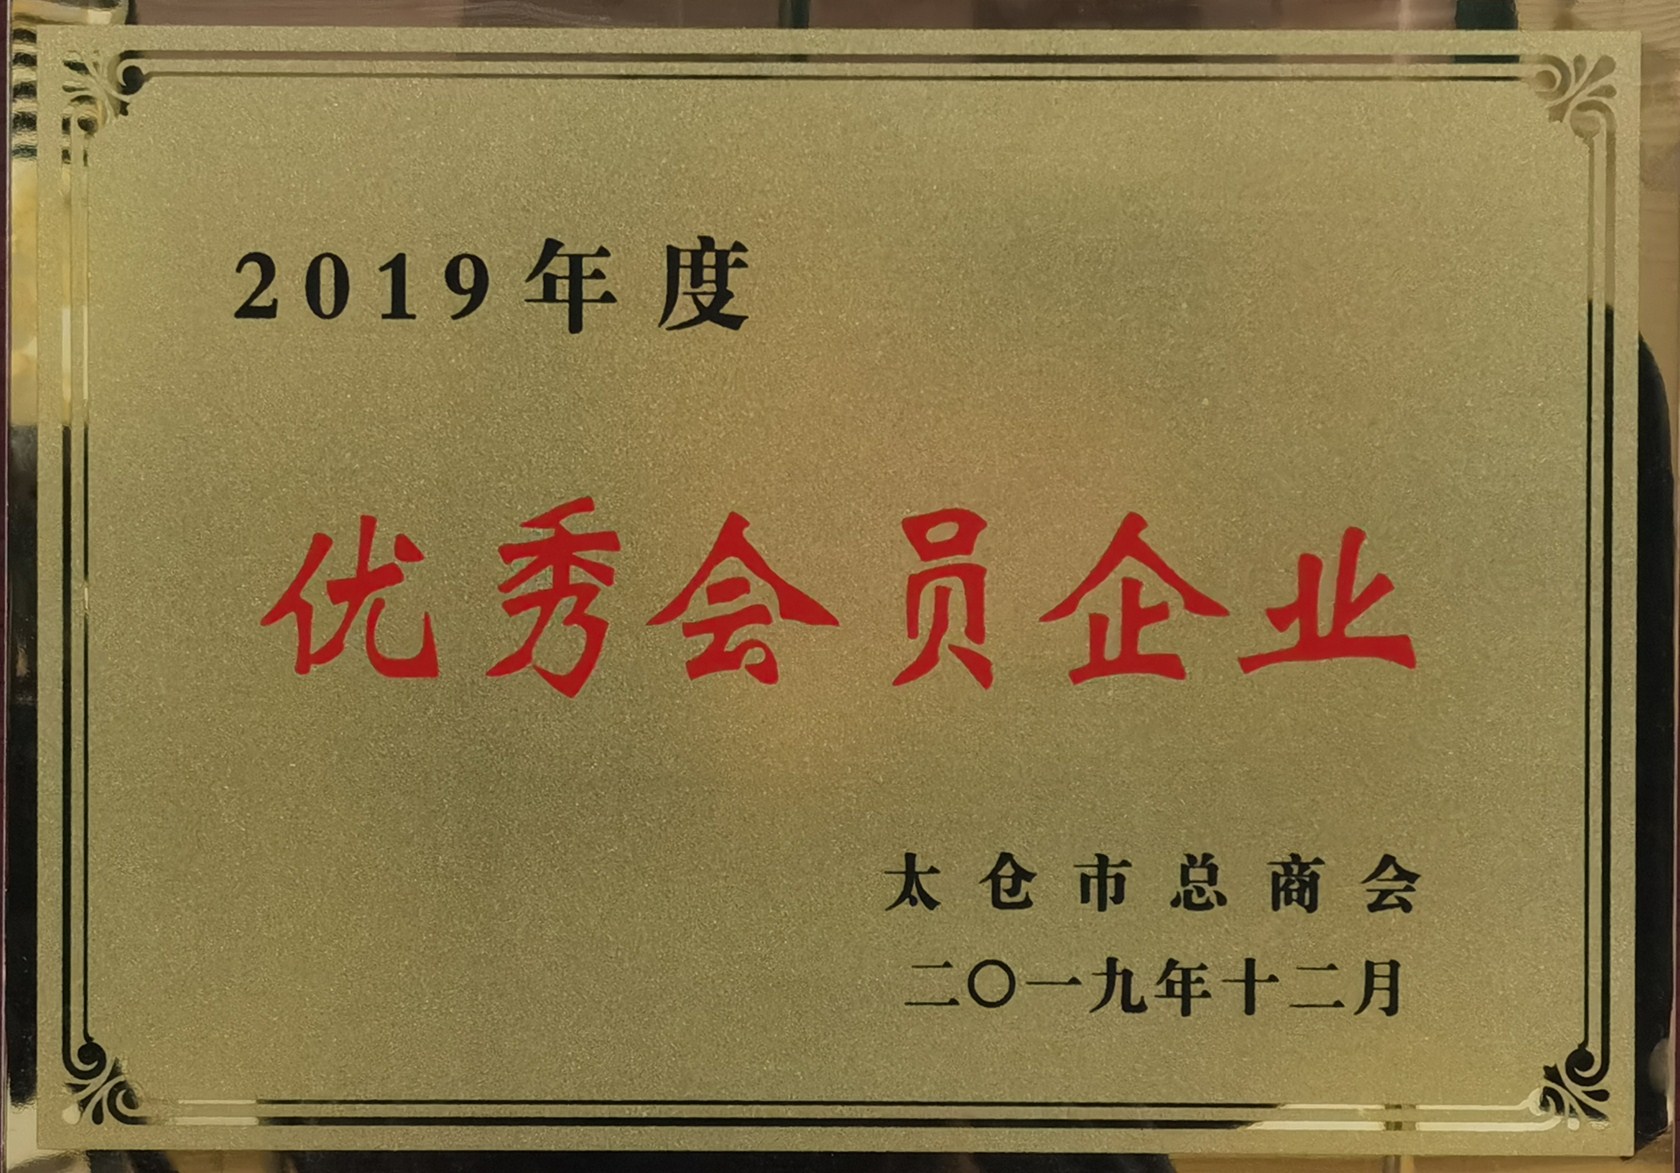 2019年度
优秀会员企业
太仓市总商会
二〇一九年十二月